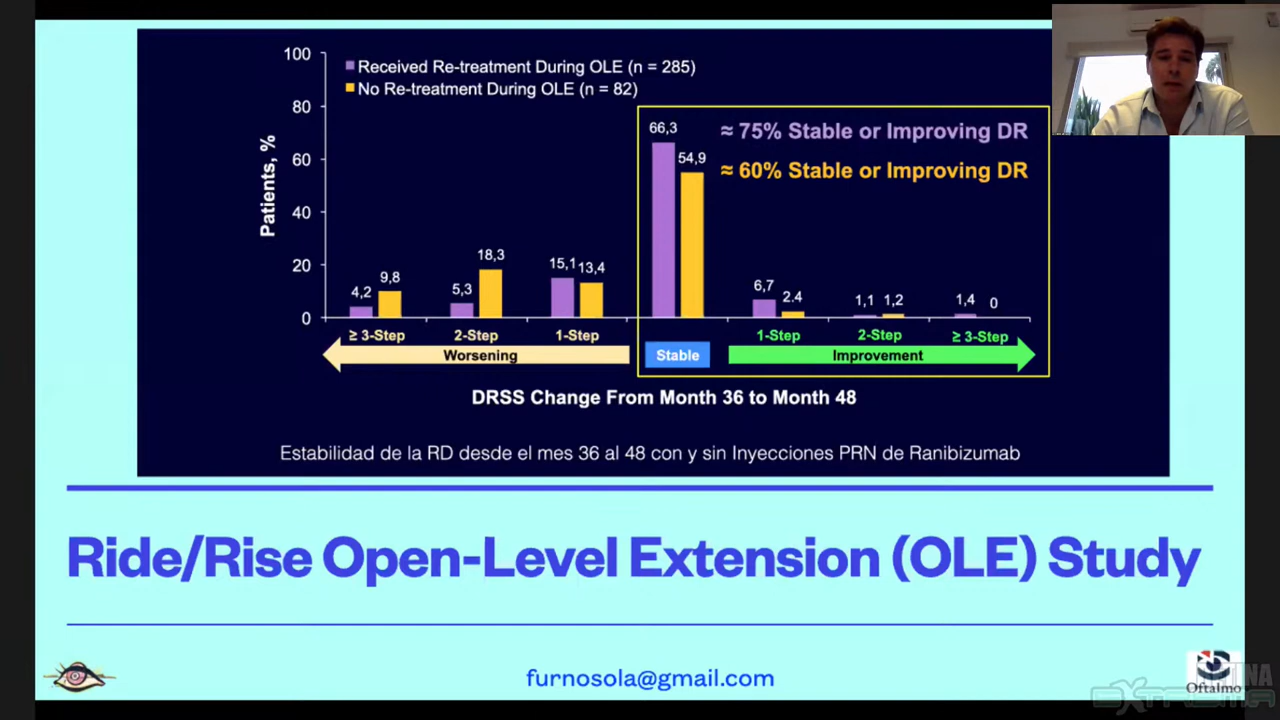 100
80
60
40
20
0
Patients, %
Received Re-treatment During OLE (n = 285)
No Re-treatment During OLE (n = 82)
≈ 75% Stable or Improving DR
≈ 60% Stable or Improving DR
4,2 9,8 5,3 18,3 15,1 13,4 66,3 54,9 6,7 2.4 1,1 1,2 1,4 0
≥ 3-Step 2-Step 1-Step 1-Step 2-Step ≥ 3-Step
Worsening Stable Improvement
DRSS Change From Month 36 to Month 48
Estabilidad de la RD desde el mes 36 al 48 con y sin Inyecciones PRN de Ranibizumab
Ride/Rise Open-Level Extension (OLE) Study
furnosola@gmail.com
Oftalmo
RETINA
EXTREMA